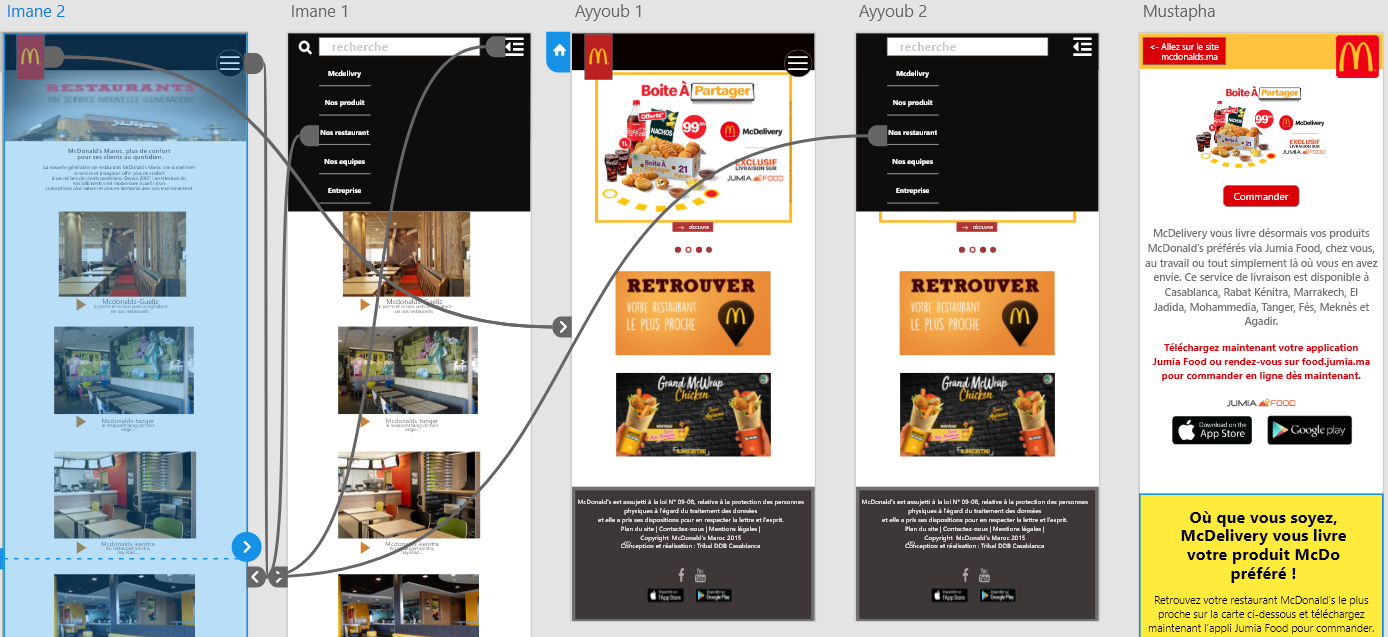 Imane 2
RESTAURANTS
UN SERVICE NOUVELLE GENERATION
McDonald's Maroc, plus de confort
pour ses clients au quotidien.
Mcdonalds-Gueliz
Mcdonalds-tanger
Mcdonalds-kenitra
Imane 1
recherche
Mcdelivry
Nos produit
Nos restaurant
Nos equipes
Entreprise
Mcdonalds-Gueliz
Mcdonalds-tanger
Mcdonalds-kenitra
Ayyoub 1
Boite À Partager
Offerts*
NACHOS
99
1L
McDelivery
Boite À
Partager
21
EXCLUSIF
LIVRAISON SUR
JUMIA FOOD
DÉCOUVRIR
RETROUVER
VOTRE RESTAURANT
LE PLUS PROCHE
Grand McWrap
Chicken
McDonald's est assujetti à la loi N° 09-08, relative à la protection des personnes
physiques à l'égard du traitement des données
et elle a pris ses dispositions pour en respecter la lettre et l'esprit.
Plan du site | Contactez-nous | Mentions légales |
Copyright McDonald's Maroc 2015
Conception et réalisation : Tribal DDB Casablanca
You Tube
App Store
Google Play
Ayyoub 2
recherche
Mcdelivry
Nos produit
Nos restaurant
Nos equipes
Entreprise
DÉCOUVRIR
RETROUVER
VOTRE RESTAURANT
LE PLUS PROCHE
Grand McWrap
Chicken
McDonald's est assujetti à la loi N° 09-08, relative à la protection des personnes
physiques à l'égard du traitement des données
et elle a pris ses dispositions pour en respecter la lettre et l'esprit.
Plan du site | Contactez-nous | Mentions légales |
Copyright McDonald's Maroc 2015
Conception et réalisation : Tribal DDB Casablanca
You Tube
App Store
Google Play
Mustapha
<- Allez sur le site
mcdonalds.ma
Boite À Partager
99
McDelivery
21
EXCLUSIF
LIVRAISON SUR
JUMIA FOOD
Commander
McDelivery vous livre désormais vos produits
McDonald's préférés via Jumia Food, chez vous,
au travail ou tout simplement là où vous en avez
envie. Ce service de livraison est disponible à
Casablanca, Rabat Kénitra, Marrakech, El
Jadida, Mohammedia, Tanger, Fès, Meknès et
Agadir.
Téléchargez maintenant votre application
Jumia Food ou rendez-vous sur food.jumia.ma
pour commander en ligne dès maintenant.
JUMIA FOOD
Download on the
App Store
Google play
Où que vous soyez,
McDelivery vous livre
votre produit McDo
préféré !
Retrouvez votre restaurant McDonald's le plus
proche sur la carte ci-dessous et téléchargez
maintenant l'appli Jumia Food pour commander.